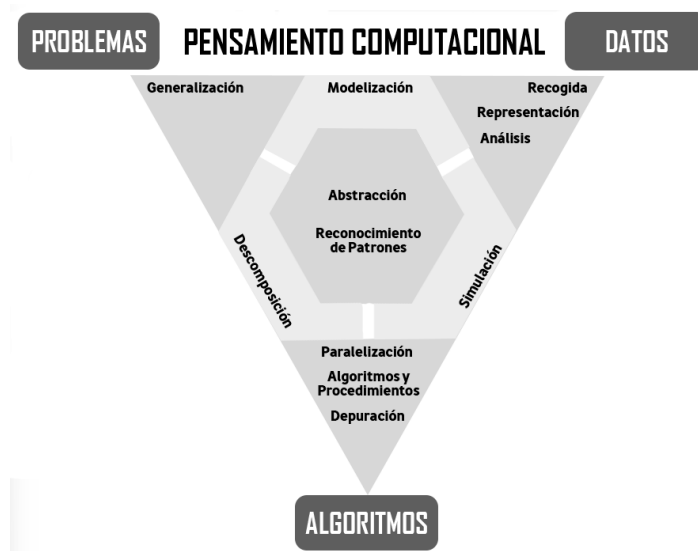 PROBLEMAS
PENSAMIENTO COMPUTACIONAL
DATOS
Generalización
Modelización
Recogida
Representación
Análisis
Abstracción
Reconocimiento
de Patrones
Descomposición
Simulación
Paralelización
Algoritmos y
Procedimientos
Depuración
ALGORITMOS